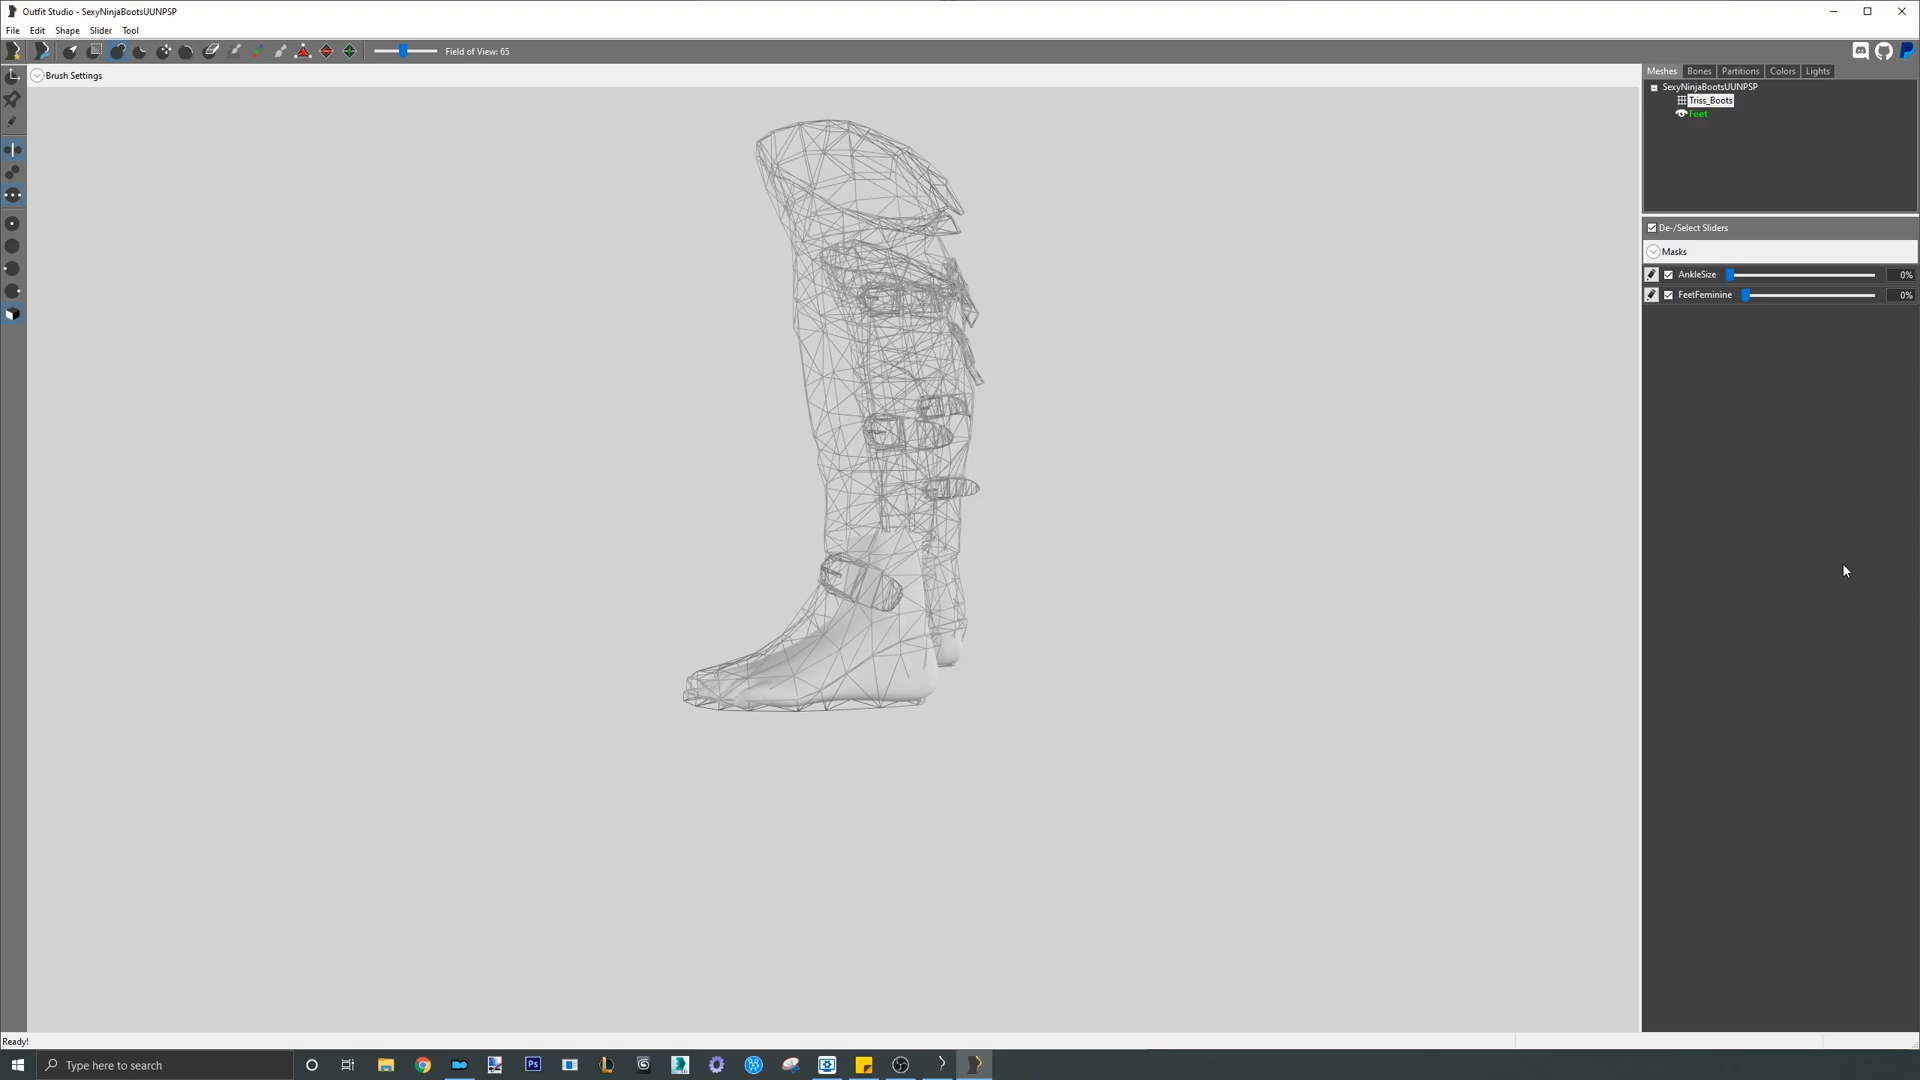 Outfit Studio - SexyNinjaBootsUUNPSP
File Edit Shape Slider Tool
Field of View: 65
Brush Settings
Meshes Bones Partitions Colors Lights
SexyNinjaBootsUUNPSP
Triss_Boots
Feet
De-/Select Sliders
Masks
AnkleSize 0%
FeetFeminine 0%
Ready!
Type here to search
Ps